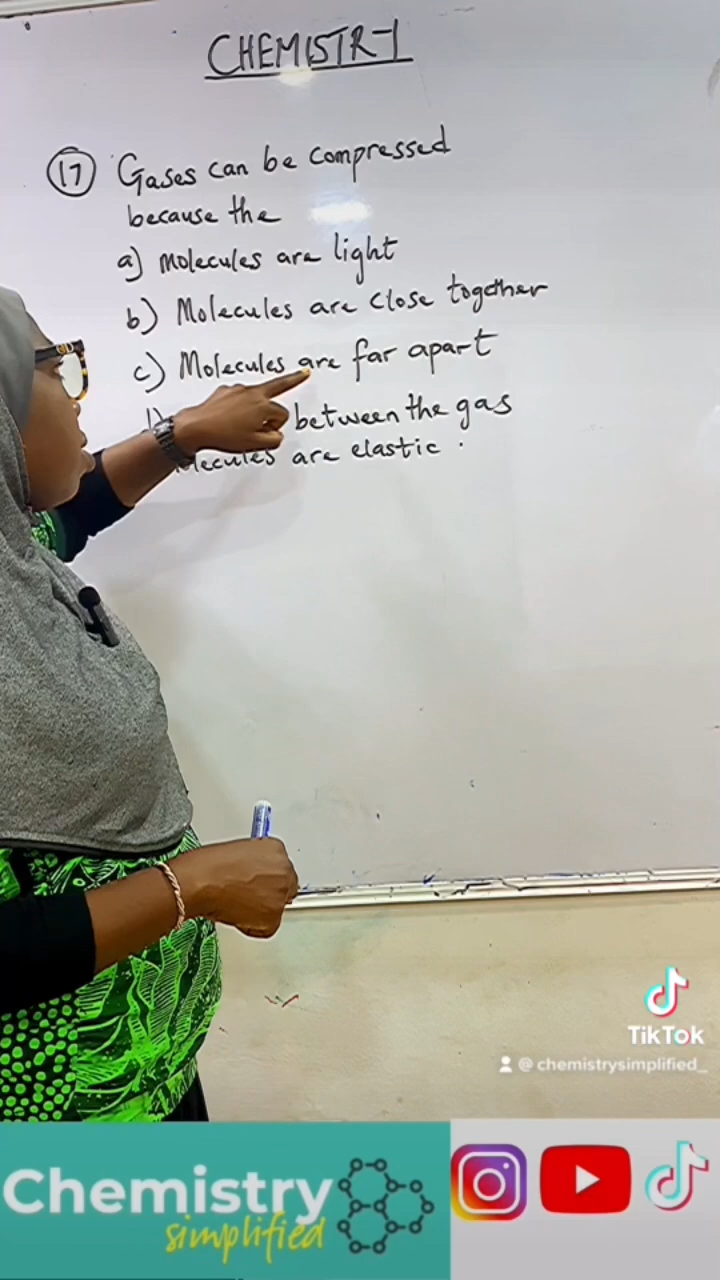 CHEMISTRY
17 Gases can be compressed
because the
a) Molecules are light
b) Molecules are close together
c) Molecules are far apart
between the gas
are elastic.
TikTok
@chemistrysimplified_
Chemistry
simplified